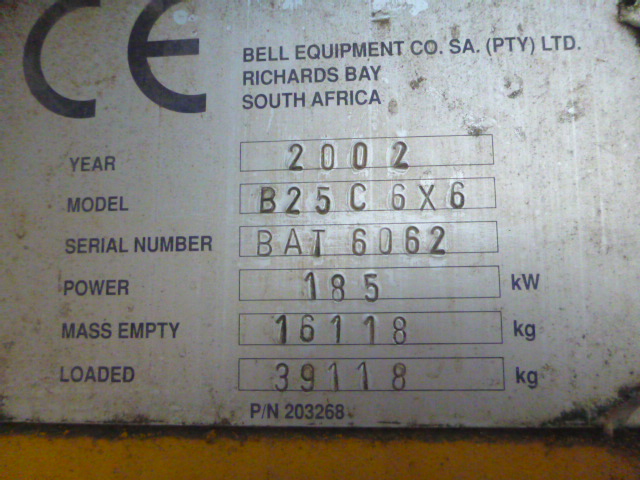 CE
BELL EQUIPMENT CO. SA. (PTY) LTD.
RICHARDS BAY
SOUTH AFRICA
YEAR 2002
MODEL B25C 6X6
SERIAL NUMBER BAT 6062
POWER 185 kW
MASS EMPTY 16118 kg
LOADED 39118 kg
P/N 203268